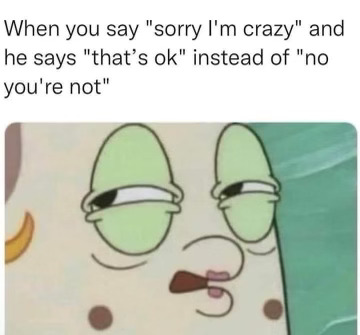 When you say "sorry I'm crazy" and
he says "that’s ok" instead of "no
you're not"